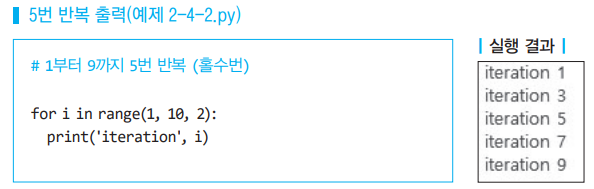 5번 반복 출력(예제 2-4-2.py)
# 1부터 9까지 5번 반복 (홀수번)
for i in range(1, 10, 2):
  print('iteration', i)
| 실행 결과 |
iteration 1
iteration 3
iteration 5
iteration 7
iteration 9